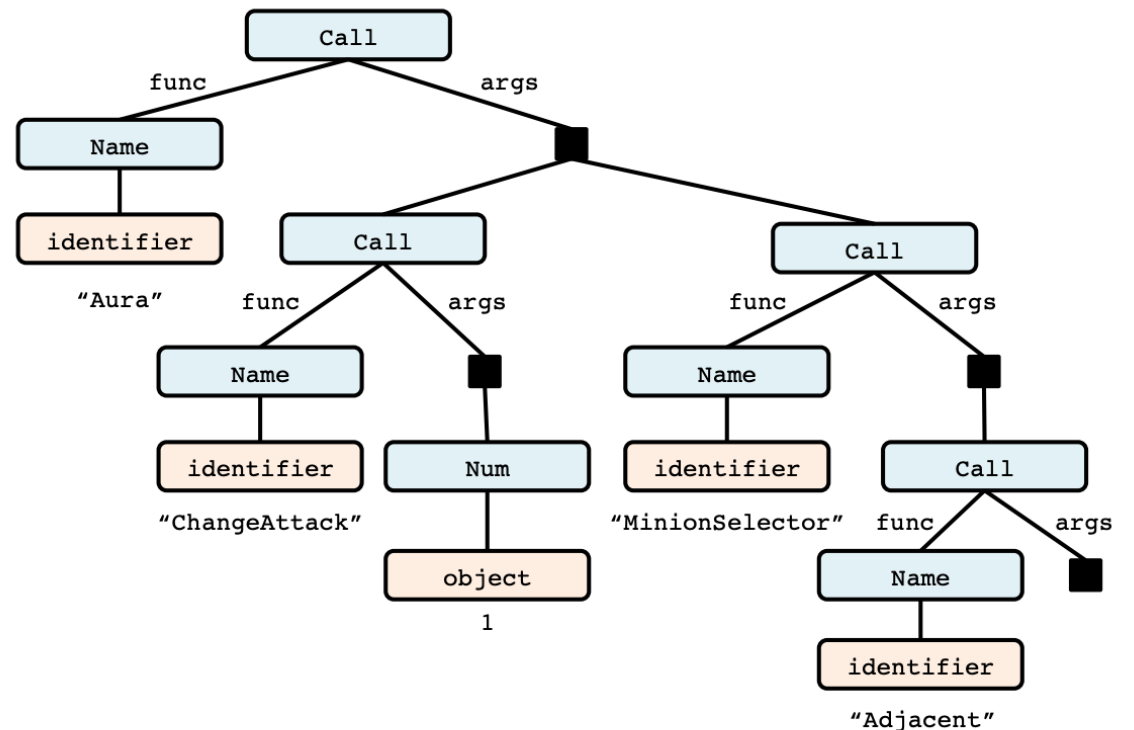 Call
func args
Name
identifier
“Aura”
Call Call
func args func args
Name Name
identifier Num identifier Call
“ChangeAttack” “MinionSelector” func args
object Name
1
identifier
“Adjacent”